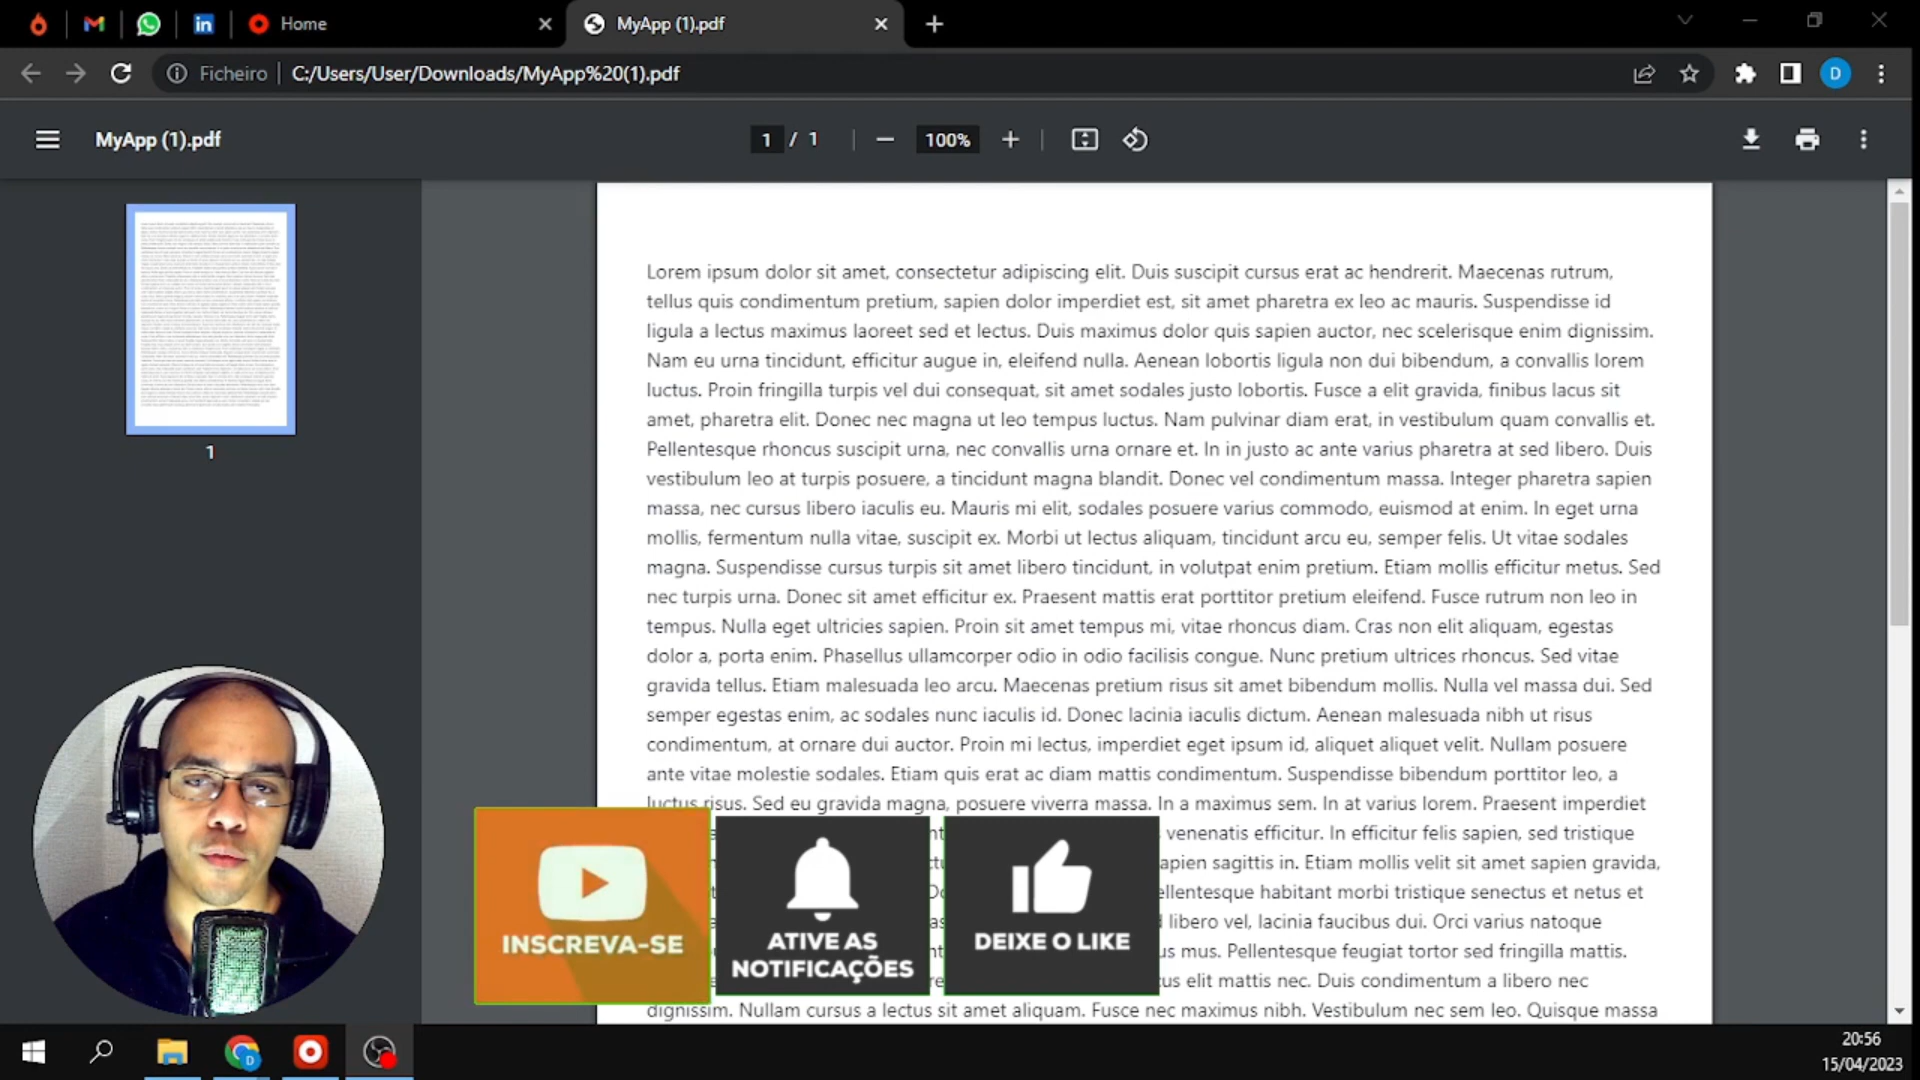 Home
MyApp (1).pdf
Ficheiro
C:/Users/User/Downloads/MyApp%20(1).pdf
D
MyApp (1).pdf
1 / 1
100%
1
Lorem ipsum dolor sit amet, consectetur adipiscing elit. Duis suscipit cursus erat ac hendrerit. Maecenas rutrum,
tellus quis condimentum pretium, sapien dolor imperdiet est, sit amet pharetra ex leo ac mauris. Suspendisse id
ligula a lectus maximus laoreet sed et lectus. Duis maximus dolor quis sapien auctor, nec scelerisque enim dignissim.
Nam eu urna tincidunt, efficitur augue in, eleifend nulla. Aenean lobortis ligula non dui bibendum, a convallis lorem
luctus. Proin fringilla turpis vel dui consequat, sit amet sodales justo lobortis. Fusce a elit gravida, finibus lacus sit
amet, pharetra elit. Donec nec magna ut leo tempus luctus. Nam pulvinar diam erat, in vestibulum quam convallis et.
Pellentesque rhoncus suscipit urna, nec convallis urna ornare et. In in justo ac ante varius pharetra at sed libero. Duis
vestibulum leo at turpis posuere, a tincidunt magna blandit. Donec vel condimentum massa. Integer pharetra sapien
massa, nec cursus libero iaculis eu. Mauris mi elit, sodales posuere varius commodo, euismod at enim. In eget urna
mollis, fermentum nulla vitae, suscipit ex. Morbi ut lectus aliquam, tincidunt arcu eu, semper felis. Ut vitae sodales
magna. Suspendisse cursus turpis sit amet libero tincidunt, in volutpat enim pretium. Etiam mollis efficitur metus. Sed
nec turpis urna. Donec sit amet efficitur ex. Praesent mattis erat porttitor pretium eleifend. Fusce rutrum non leo in
tempus. Nulla eget ultricies sapien. Proin sit amet tempus mi, vitae rhoncus diam. Cras non elit aliquam, egestas
dolor a, porta enim. Phasellus ullamcorper odio in odio facilisis congue. Nunc pretium ultrices rhoncus. Sed vitae
gravida tellus. Etiam malesuada leo arcu. Maecenas pretium risus sit amet bibendum mollis. Nulla vel massa dui. Sed
semper egestas enim, ac sodales nunc iaculis id. Donec lacinia iaculis dictum. Aenean malesuada nibh ut risus
condimentum, at ornare dui auctor. Proin mi lectus, imperdiet eget ipsum id, aliquet aliquet velit. Nullam posuere
ante vitae molestie sodales. Etiam quis erat ac diam mattis condimentum. Suspendisse bibendum porttitor leo, a
luctus risus. Sed eu gravida magna, posuere viverra massa. In a maximus sem. In at varius lorem. Praesent imperdiet
venenatis efficitur. In efficitur felis sapien, sed tristique
sagittis in. Etiam mollis velit sit amet sapien gravida,
habitant morbi tristique senectus et netus et
libero vel, lacinia faucibus dui. Orci varius natoque
mus. Pellentesque feugiat tortor sed fringilla mattis.
elit mattis nec. Duis condimentum a libero nec
dignissim. Nullam cursus a lectus sit amet aliquam. Fusce nec maximus nibh. Vestibulum nec sem leo. Quisque massa
INSCREVA-SE
ATIVE AS
NOTIFICAÇÕES
DEIXE O LIKE
20:56
15/04/2023